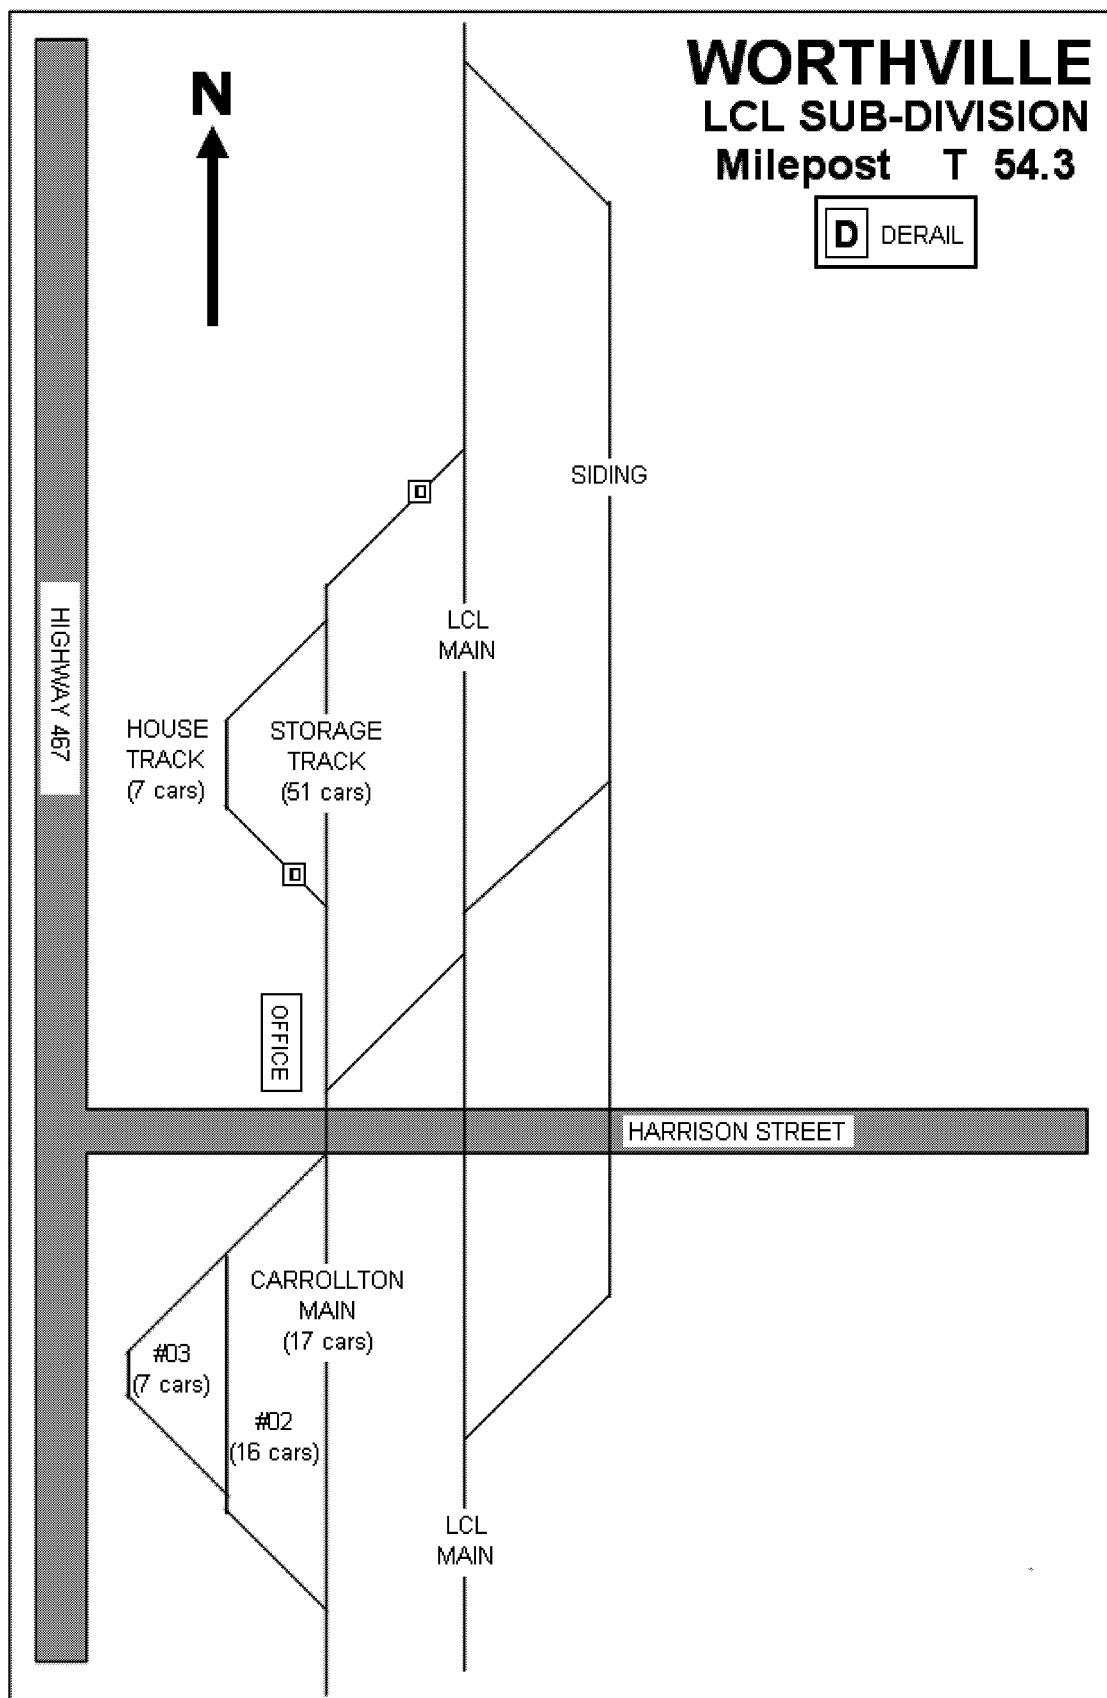 WORTHVILLE
LCL SUB-DIVISION
Milepost T 54.3
D DERAIL
N
SIDING
D
LCL
MAIN
HIGHWAY 467
HOUSE
TRACK
(7 cars)
STORAGE
TRACK
(51 cars)
D
OFFICE
HARRISON STREET
CARROLLTON
MAIN
(17 cars)
#03
(7 cars)
#02
(16 cars)
LCL
MAIN